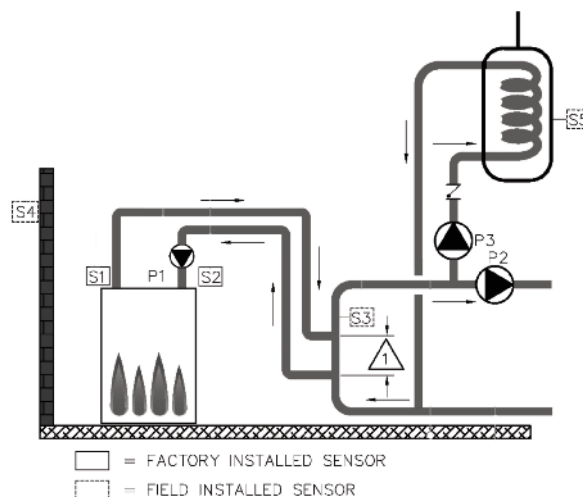 S5
S4
P3
P2
S1
P1
S2
S3
1
= FACTORY INSTALLED SENSOR
= FIELD INSTALLED SENSOR